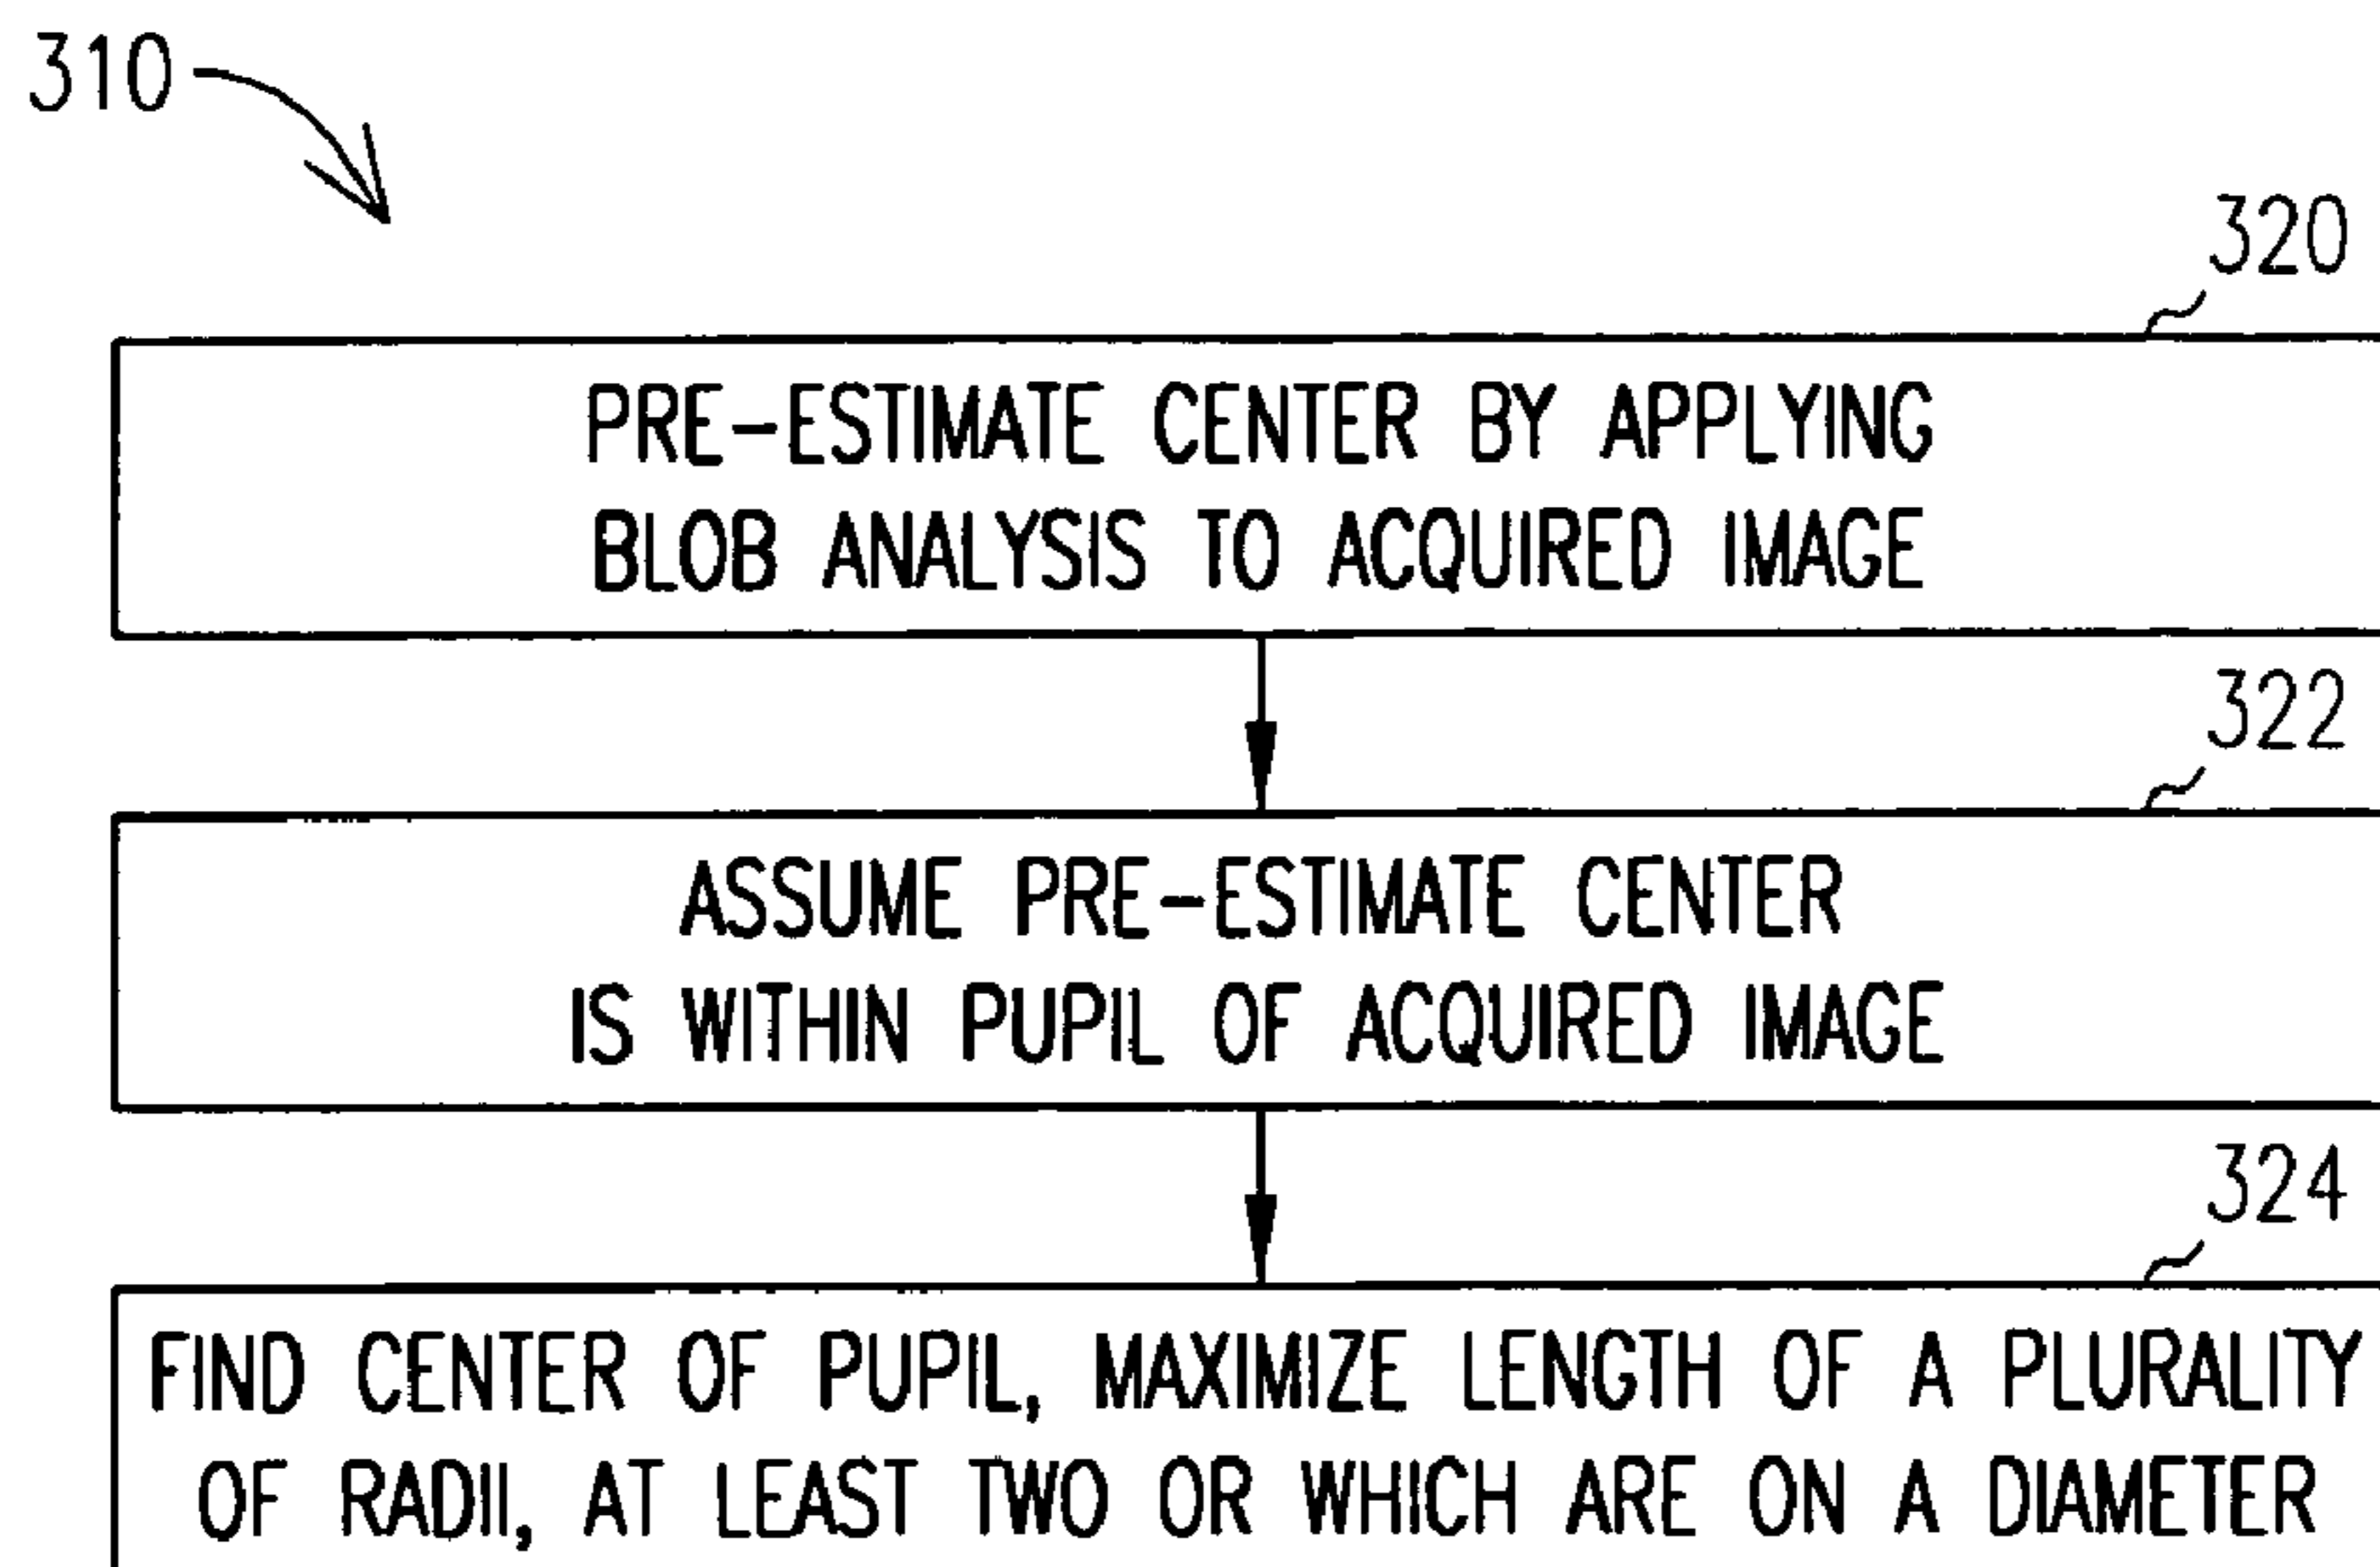 310
320
PRE-ESTIMATE CENTER BY APPLYING
BLOB ANALYSIS TO ACQUIRED IMAGE
322
ASSUME PRE-ESTIMATE CENTER
IS WITHIN PUPIL OF ACQUIRED IMAGE
324
FIND CENTER OF PUPIL, MAXIMIZE LENGTH OF A PLURALITY
OF RADII, AT LEAST TWO OR WHICH ARE ON A DIAMETER